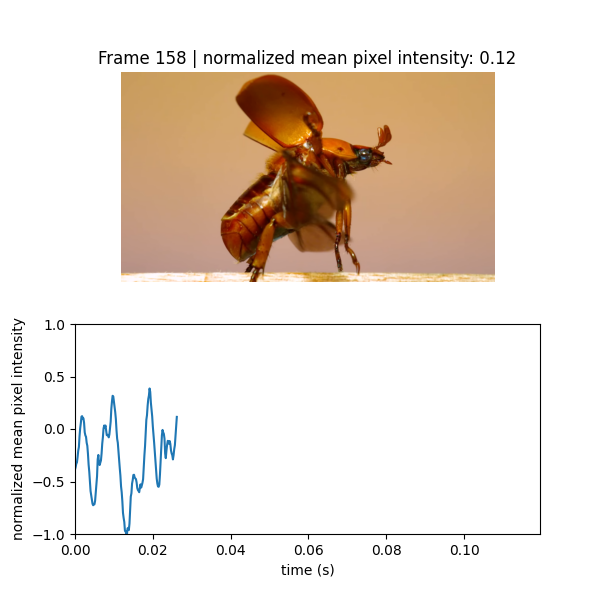 Frame 158 | normalized mean pixel intensity: 0.12
normalized mean pixel intensity
1.0
0.5
0.0
−0.5
−1.0
0.00 0.02 0.04 0.06 0.08 0.10
time (s)